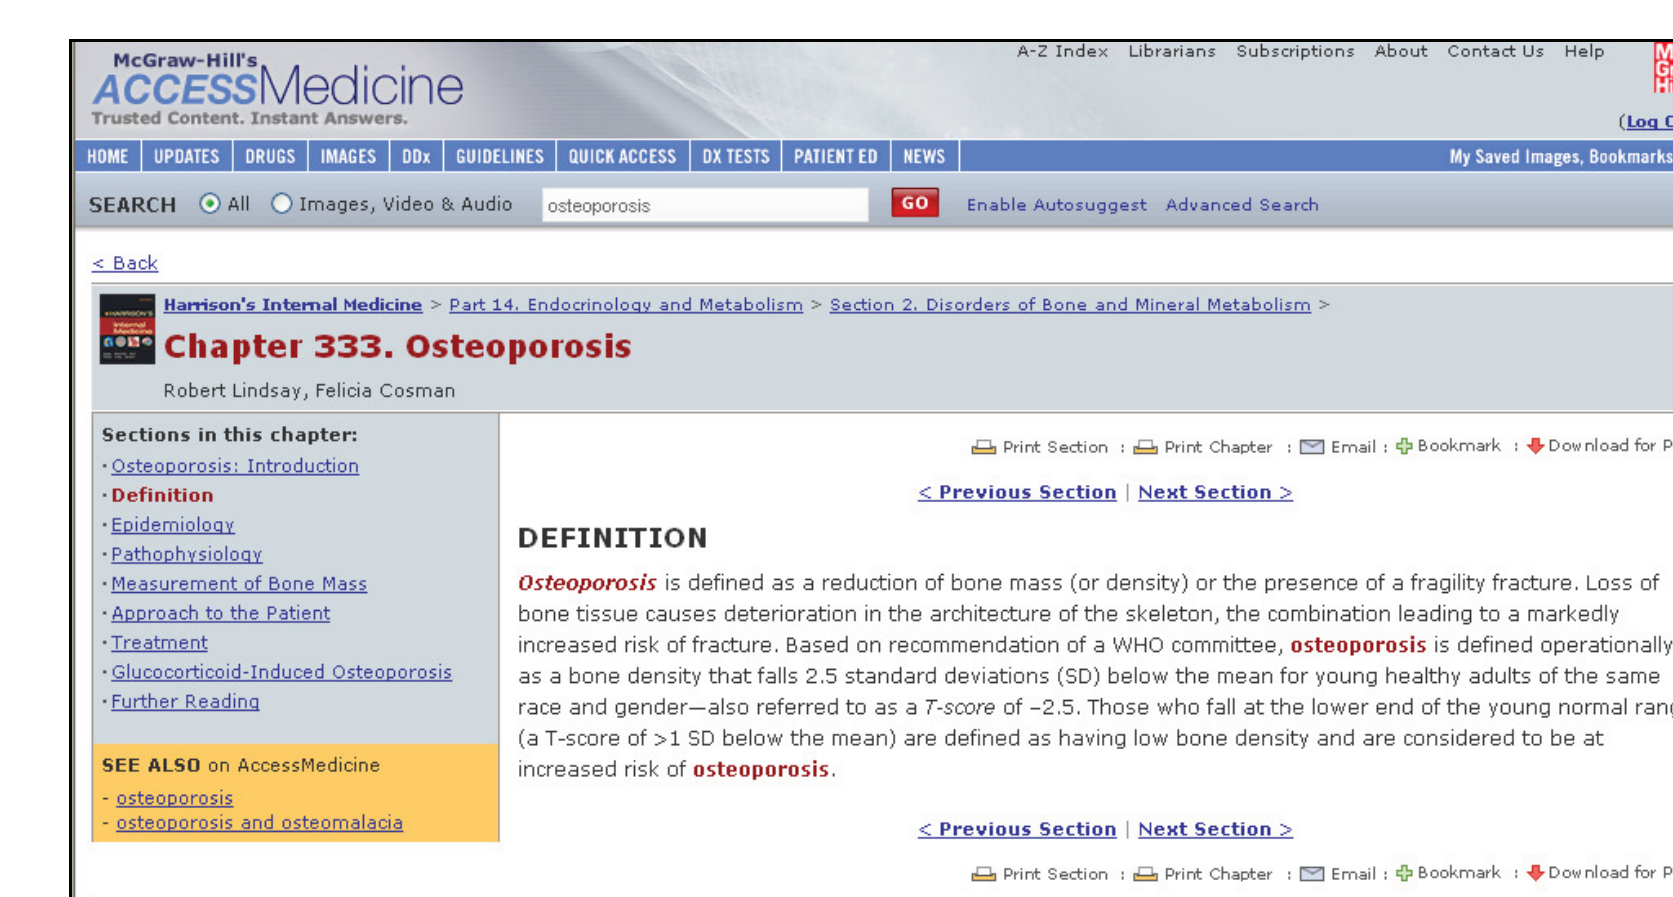 McGraw-Hill's
A-Z Index Librarians Subscriptions About Contact Us Help
ACCESSMedicine
Trusted Content. Instant Answers.
HOME UPDATES DRUGS IMAGES DDx GUIDELINES QUICK ACCESS DX TESTS PATIENT ED NEWS My Saved Images, Bookmarks
SEARCH All Images, Video & Audio osteoporosis GO Enable Autosuggest Advanced Search
< Back
Harrison's Internal Medicine > Part 14. Endocrinology and Metabolism > Section 2. Disorders of Bone and Mineral Metabolism >
Chapter 333. Osteoporosis
Robert Lindsay, Felicia Cosman
Sections in this chapter:
· Osteoporosis: Introduction
· Definition
· Epidemiology
· Pathophysiology
· Measurement of Bone Mass
· Approach to the Patient
· Treatment
· Glucocorticoid-Induced Osteoporosis
· Further Reading
SEE ALSO on AccessMedicine
- osteoporosis
- osteoporosis and osteomalacia
Print Section : Print Chapter : Email : Bookmark : Download for P
< Previous Section | Next Section >
DEFINITION
Osteoporosis is defined as a reduction of bone mass (or density) or the presence of a fragility fracture. Loss of
bone tissue causes deterioration in the architecture of the skeleton, the combination leading to a markedly
increased risk of fracture. Based on recommendation of a WHO committee, osteoporosis is defined operationally
as a bone density that falls 2.5 standard deviations (SD) below the mean for young healthy adults of the same
race and gender—also referred to as a T-score of –2.5. Those who fall at the lower end of the young normal rang
(a T-score of >1 SD below the mean) are defined as having low bone density and are considered to be at
increased risk of osteoporosis.
< Previous Section | Next Section >
Print Section : Print Chapter : Email : Bookmark : Download for P